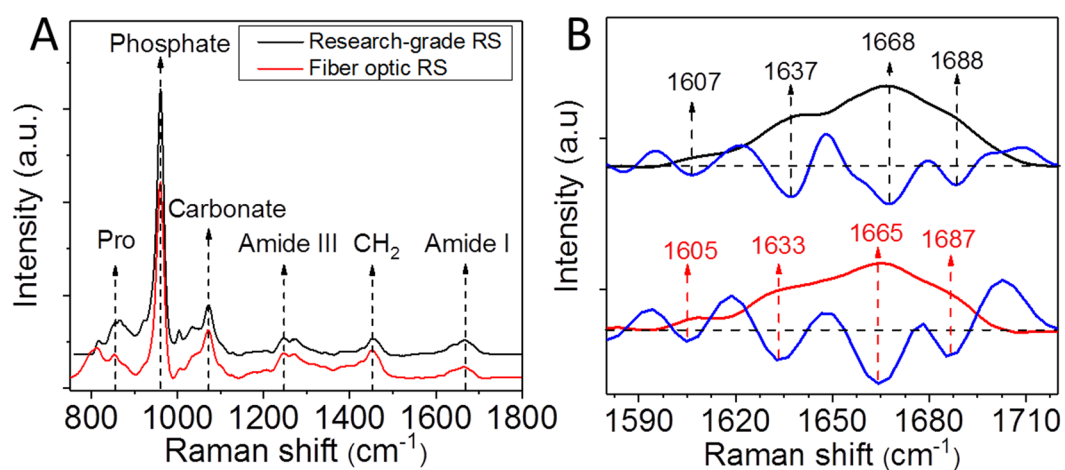 A
Phosphate
Research-grade RS
Fiber optic RS
Carbonate
Pro
Amide III
CH₂
Amide I
Intensity (a.u.)
800 1000 1200 1400 1600 1800
Raman shift (cm⁻¹)
B
1607
1637
1668
1688
1605
1633
1665
1687
Intensity (a.u)
1590 1620 1650 1680 1710
Raman shift (cm⁻¹)